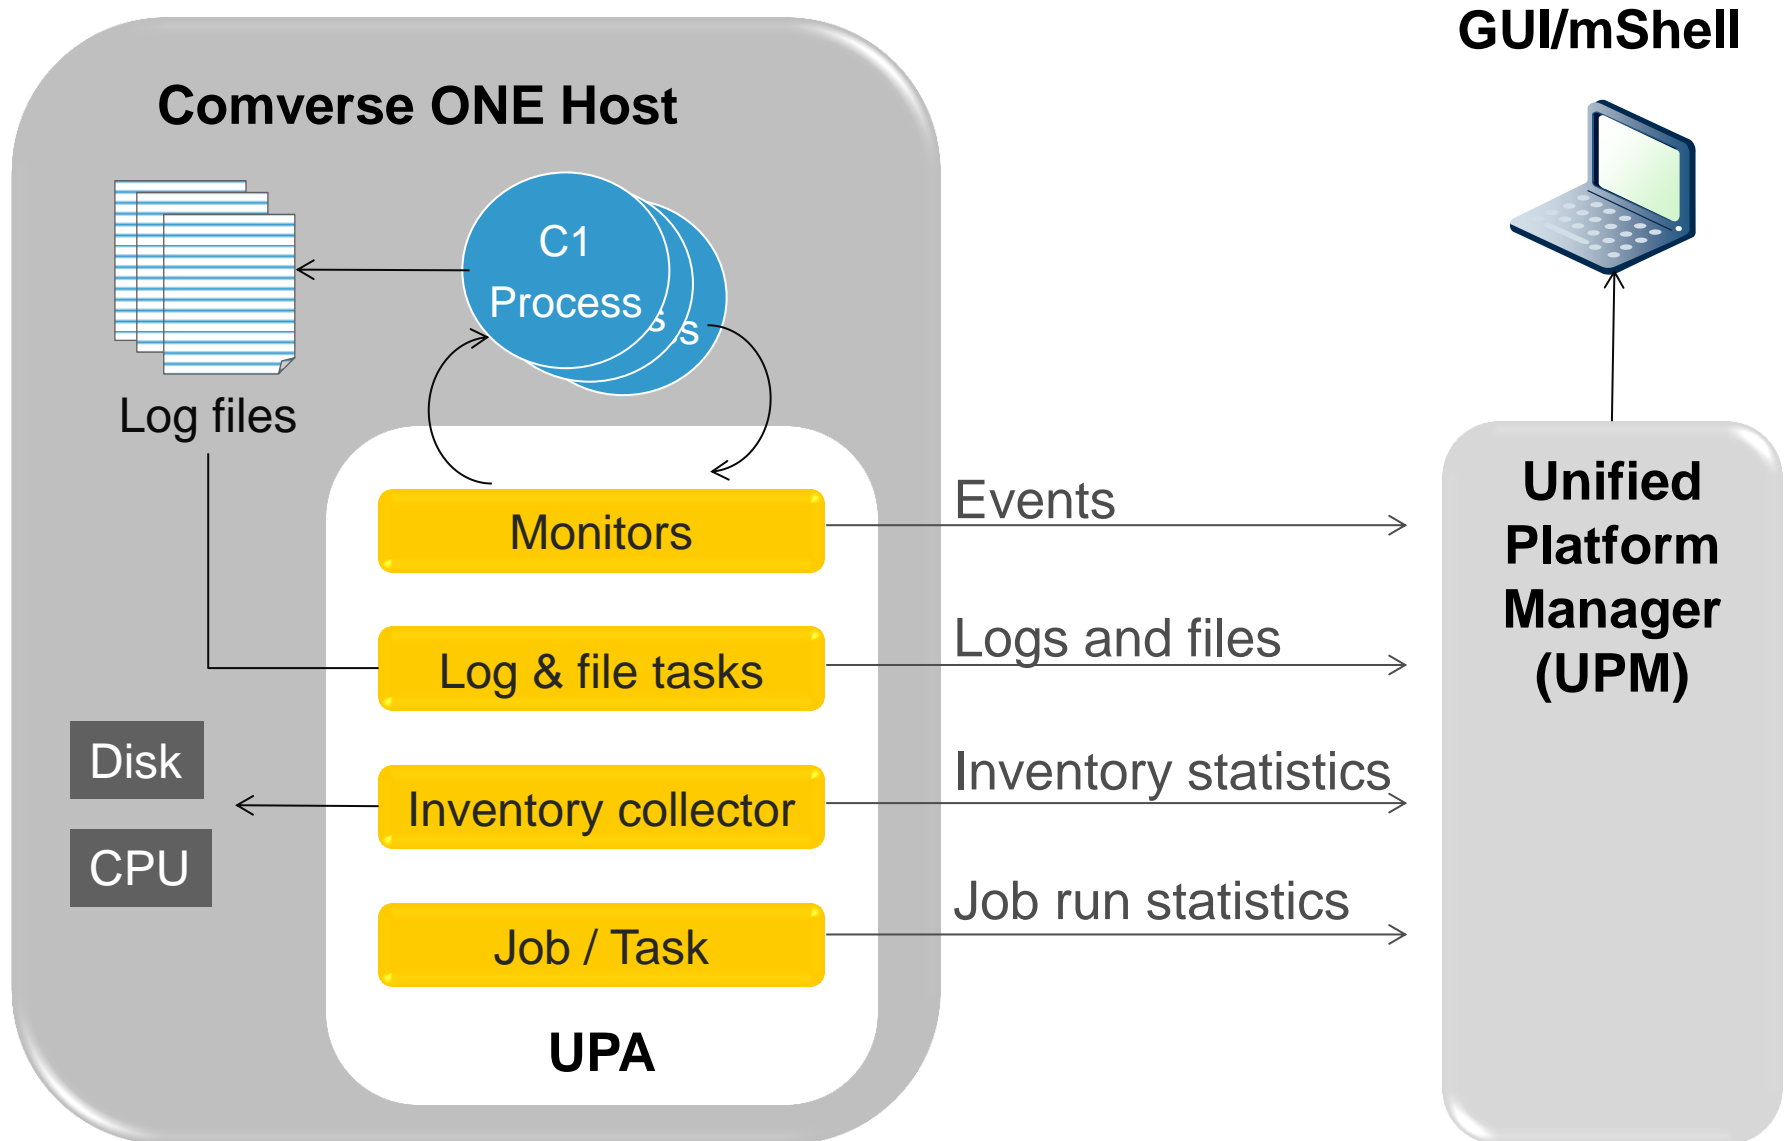 GUI/mShell
Comverse ONE Host
C1
Process
s
ss
Log files
Monitors
Events
Log & file tasks
Logs and files
Disk
CPU
Inventory collector
Inventory statistics
Job / Task
Job run statistics
UPA
Unified
Platform
Manager
(UPM)